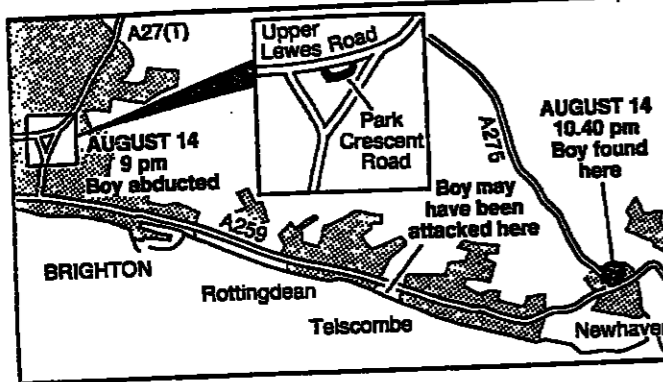 A27(T)
Upper
Lewes Road
Park
Crescent
Road
A275
AUGUST 14
9 pm
Boy abducted
AUGUST 14
10.40 pm
Boy found
here
Boy may
have been
attacked here
A259
BRIGHTON
Rottingdean
Telscombe
Newhaven